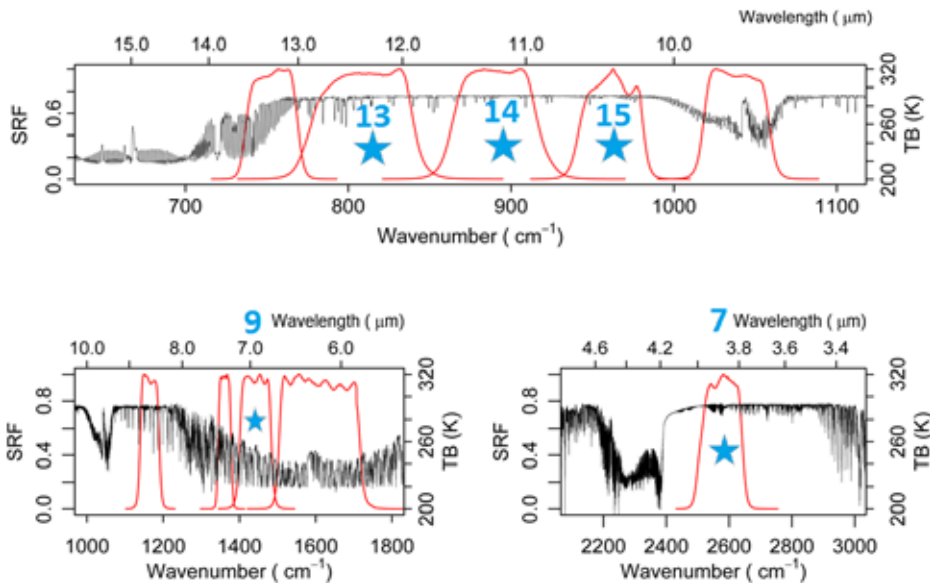 Wavelength ( μm)
15.0 14.0 13.0 12.0 11.0 10.0
SRF
0.0 0.6
13 14 15
200 260 320
TB (K)
700 800 900 1000 1100
Wavenumber ( cm⁻¹)
9 Wavelength ( μm)
10.0 8.0 7.0 6.0
SRF
0.0 0.4 0.8
200 260 320
TB (K)
1000 1200 1400 1600 1800
Wavenumber ( cm⁻¹)
7 Wavelength ( μm)
4.6 4.2 3.8 3.6 3.4
SRF
0.0 0.4 0.8
200 260 320
TB (K)
2200 2400 2600 2800 3000
Wavenumber ( cm⁻¹)